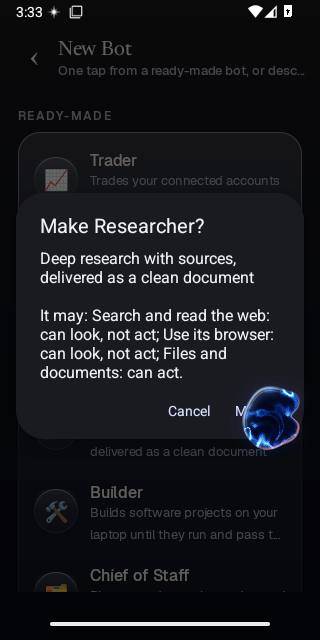 3:33
New Bot
One tap from a ready-made bot, or desc...
READY-MADE
Trader
Trades your connected accounts
Make Researcher?
Deep research with sources,
delivered as a clean document
It may: Search and read the web:
can look, not act; Use its browser:
can look, not act; Files and
documents: can act.
Cancel
delivered as a clean document
Builder
Builds software projects on your
laptop until they run and pass t...
Chief of Staff